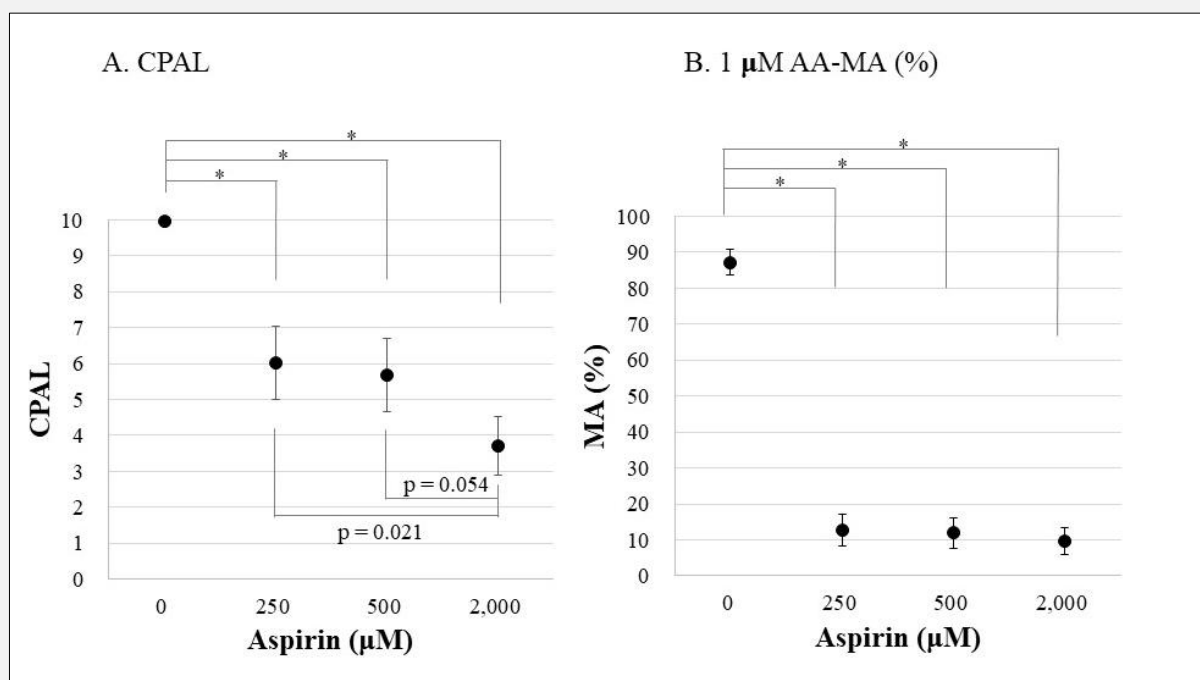 A. CPAL
*
*
*
10
9
8
7
6
5
4
3
2
1
0
CPAL
p = 0.054
p = 0.021
0 250 500 2,000
Aspirin (μM)
B. 1 μM AA-MA (%)
*
*
*
100
90
80
70
60
50
40
30
20
10
0
MA (%)
0 250 500 2,000
Aspirin (μM)